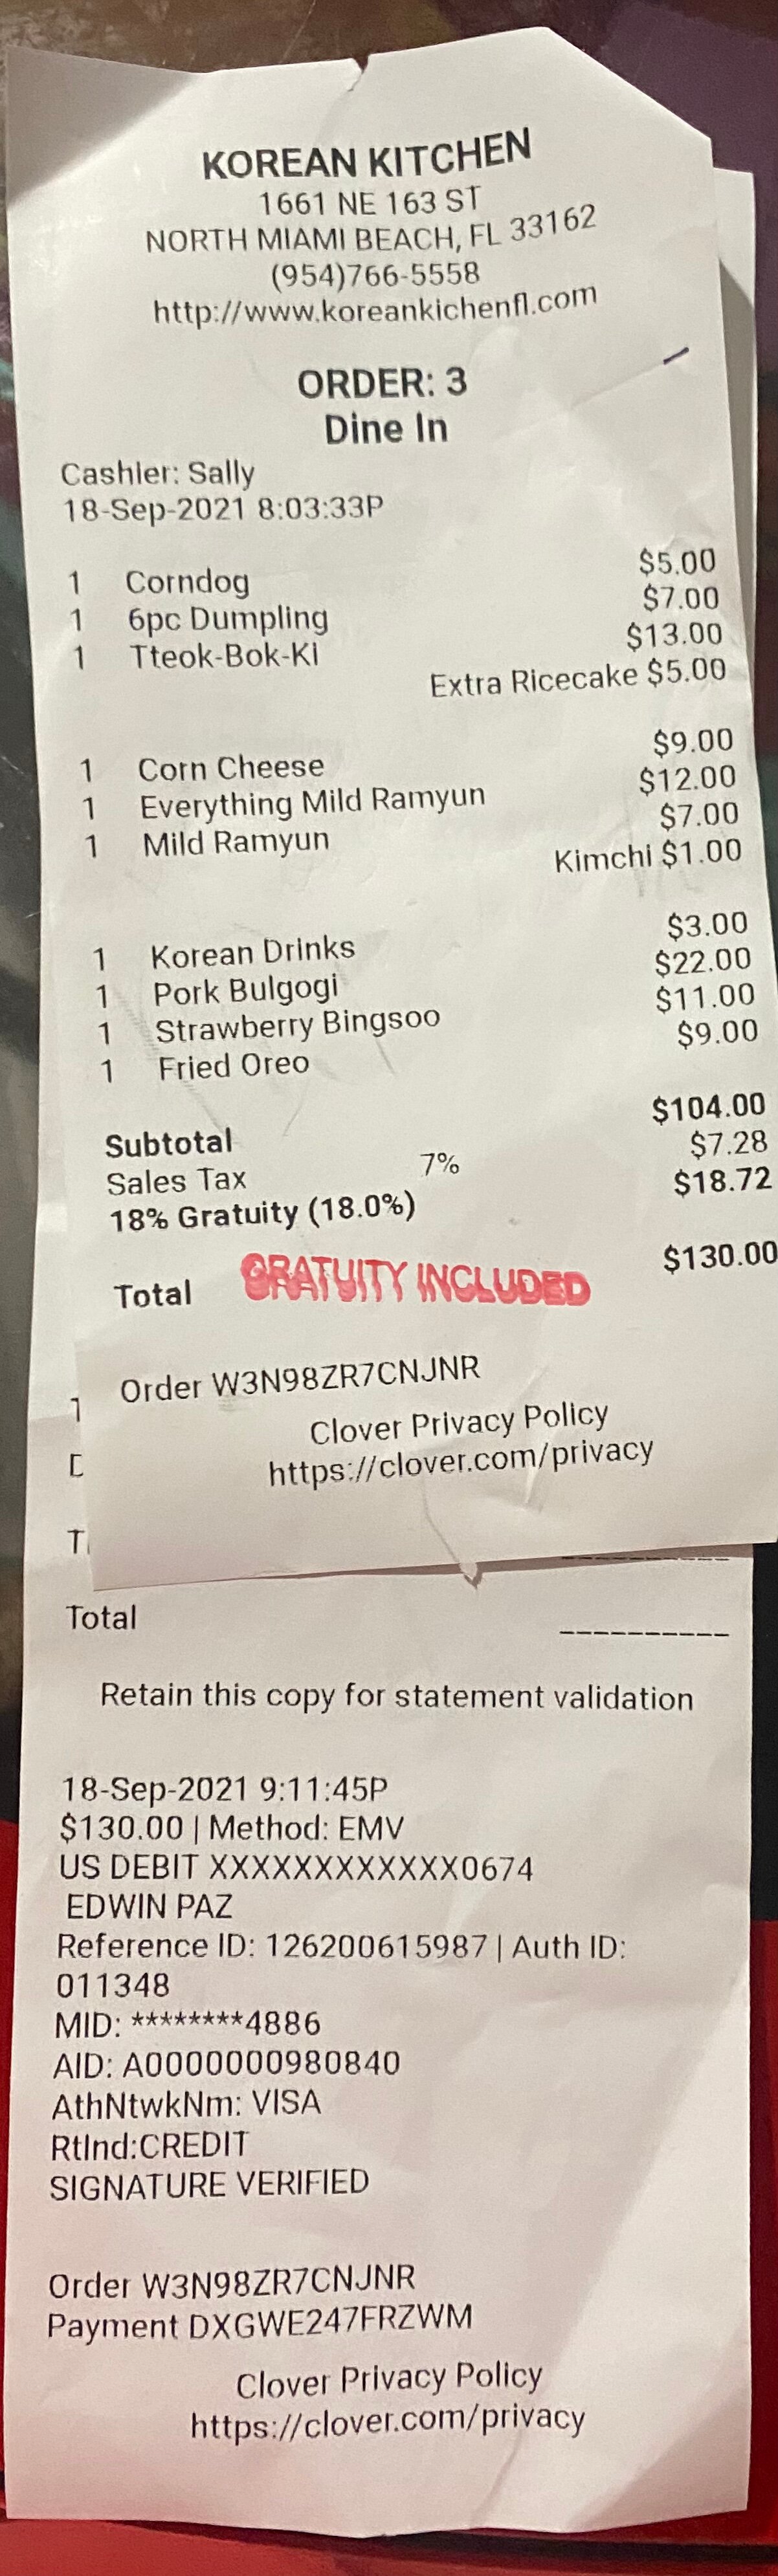 KOREAN KITCHEN
1661 NE 163 ST
NORTH MIAMI BEACH, FL 33162
(954)766-5558
http://www.koreankichenfl.com
ORDER: 3
Dine In
Cashier: Sally
18-Sep-2021 8:03:33P
1 Corndog $5.00
1 6pc Dumpling $7.00
1 Tteok-Bok-Ki $13.00
Extra Ricecake $5.00
1 Corn Cheese $9.00
1 Everything Mild Ramyun $12.00
1 Mild Ramyun $7.00
Kimchi $1.00
1 Korean Drinks $3.00
1 Pork Bulgogi $22.00
1 Strawberry Bingsoo $11.00
1 Fried Oreo $9.00
Subtotal $104.00
Sales Tax 7% $7.28
18% Gratuity (18.0%) $18.72
Total $130.00
GRATUITY INCLUDED
Order W3N98ZR7CNJNR
Clover Privacy Policy
https://clover.com/privacy
Total __________
Retain this copy for statement validation
18-Sep-2021 9:11:45P
$130.00 | Method: EMV
US DEBIT XXXXXXXXXXXX0674
EDWIN PAZ
Reference ID: 126200615987 | Auth ID:
011348
MID: ********4886
AID: A0000000980840
AthNtwkNm: VISA
RtInd:CREDIT
SIGNATURE VERIFIED
Order W3N98ZR7CNJNR
Payment DXGWE247FRZWM
Clover Privacy Policy
https://clover.com/privacy